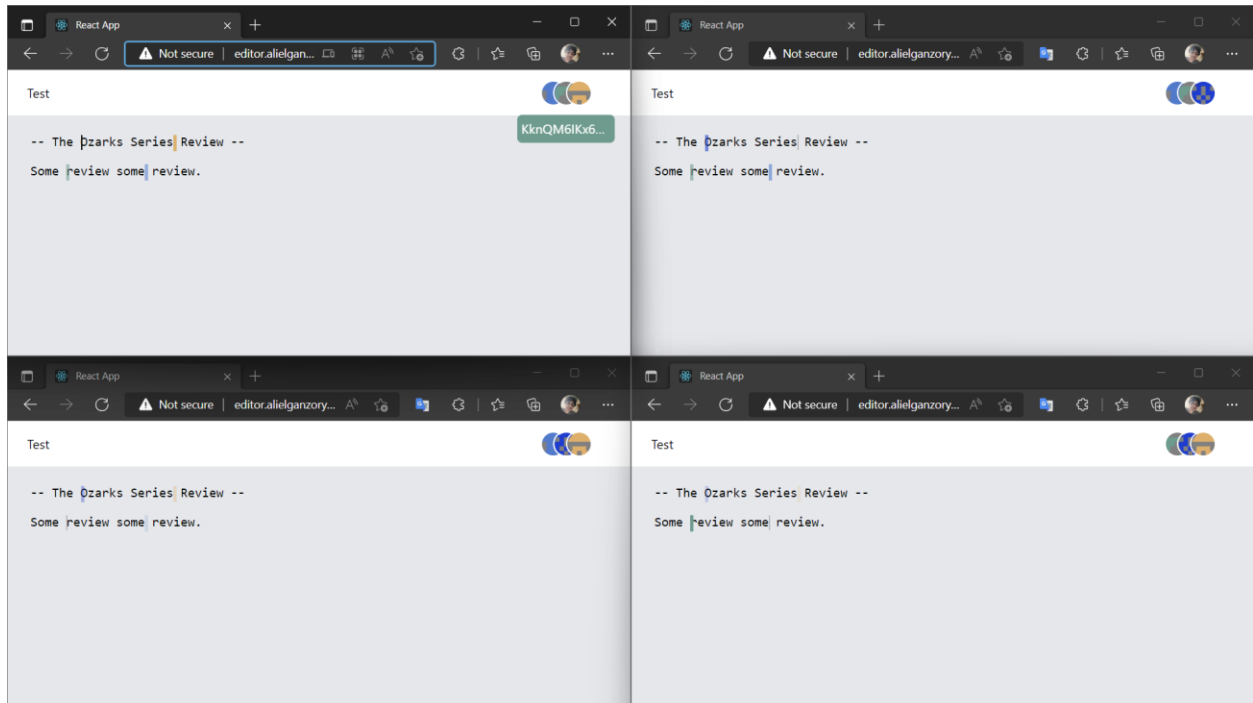 React App
Not secure | editor.alielgan...
Test
KknQM6IKx6...
-- The Ozarks Series Review --
Some review some review.
React App
Not secure | editor.alielganzory...
Test
-- The Ozarks Series Review --
Some review some review.
React App
Not secure | editor.alielganzory...
Test
-- The Ozarks Series Review --
Some review some review.
React App
Not secure | editor.alielganzory...
Test
-- The Ozarks Series Review --
Some review some review.